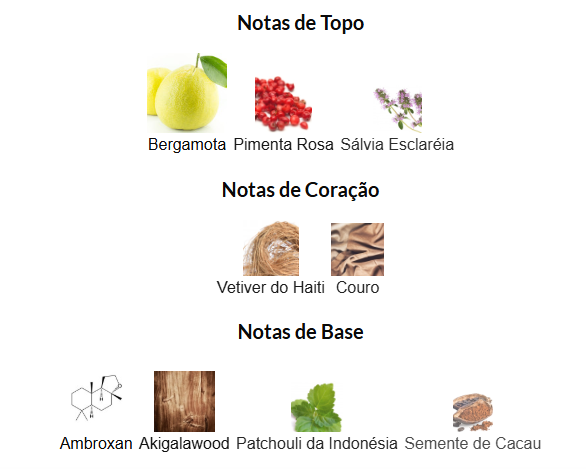 Notas de Topo
Bergamota Pimenta Rosa Sálvia Esclaréia
Notas de Coração
Vetiver do Haiti Couro
Notas de Base
Ambroxan Akigalawood Patchouli da Indonésia Semente de Cacau